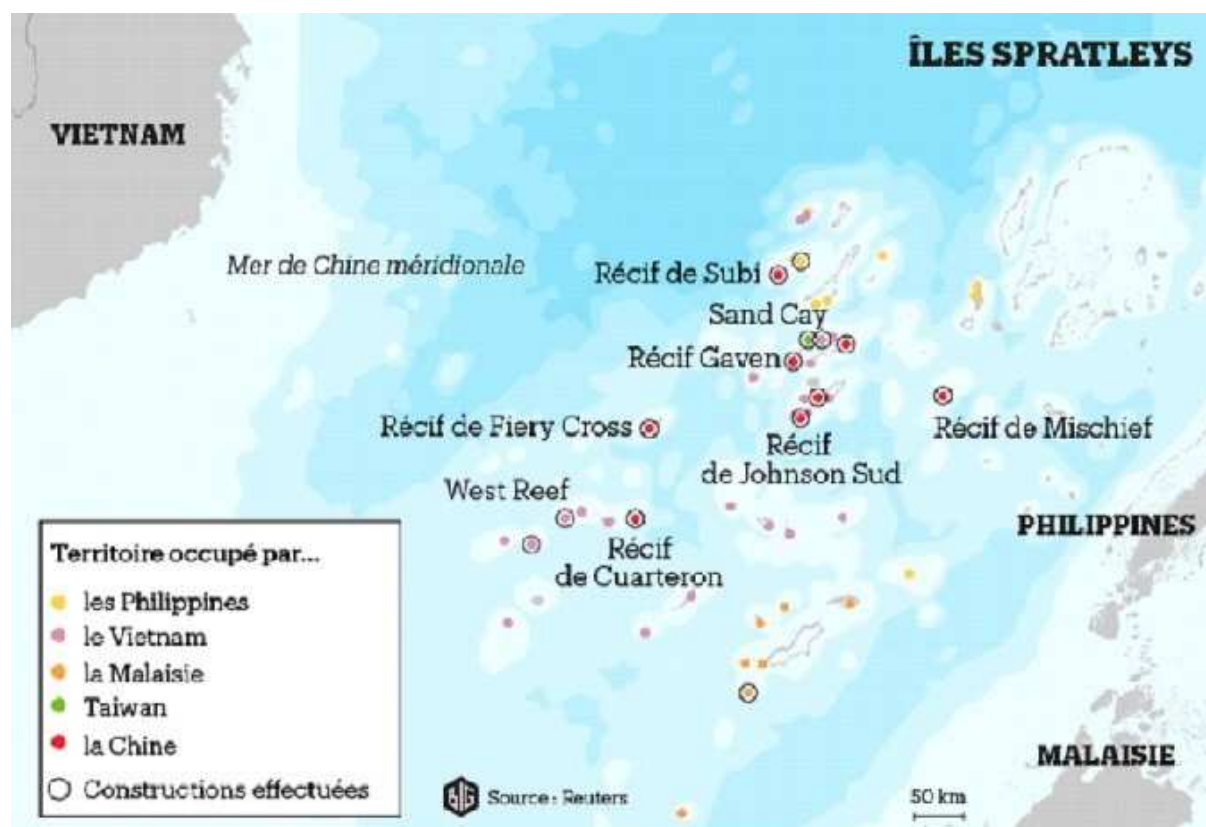 ÎLES SPRATLEYS
VIETNAM
Mer de Chine méridionale
Récif de Subi
Sand Cay
Récif Gaven
Récif de Fiery Cross
Récif
de Johnson Sud
Récif de Mischief
West Reef
Récif
de Cuarteron
PHILIPPINES
Territoire occupé par...
les Philippines
le Vietnam
la Malaisie
Taiwan
la Chine
Constructions effectuées
BIG Source : Reuters
50 km
MALAISIE